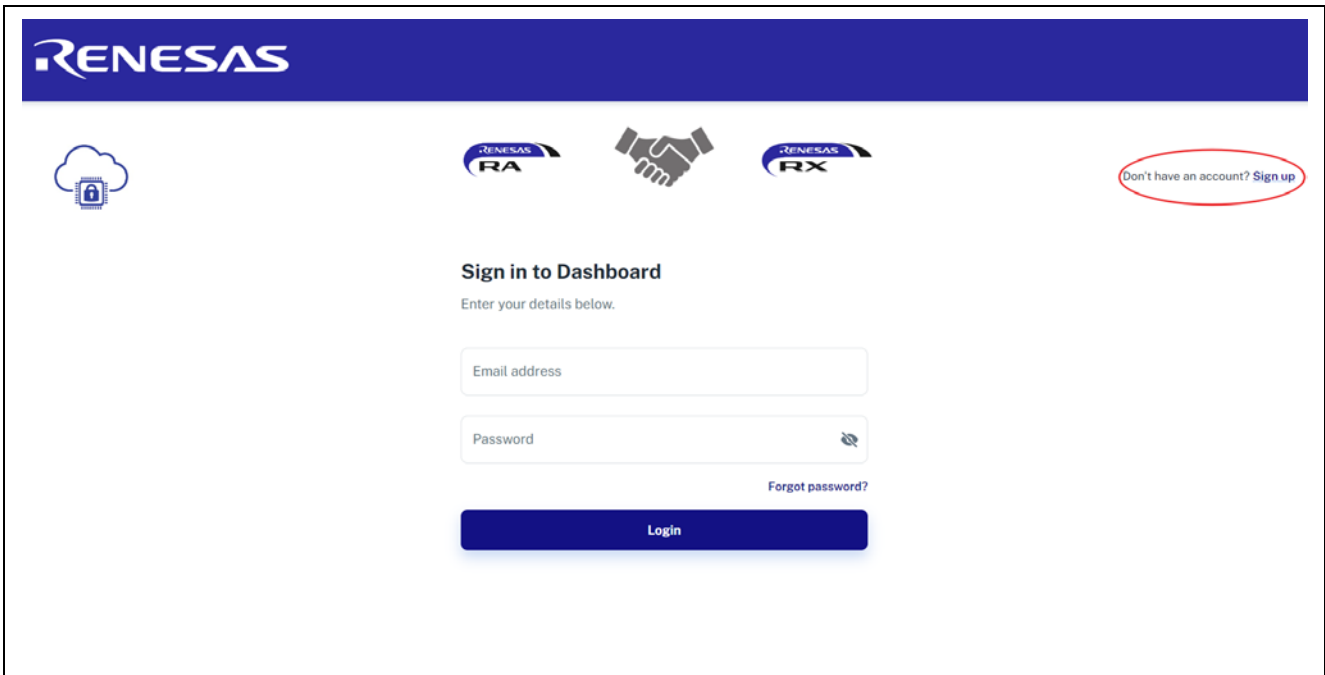 RENESAS
RENESAS
RA
RENESAS
RX
Don't have an account? Sign up
Sign in to Dashboard
Enter your details below.
Email address
Password
Forgot password?
Login